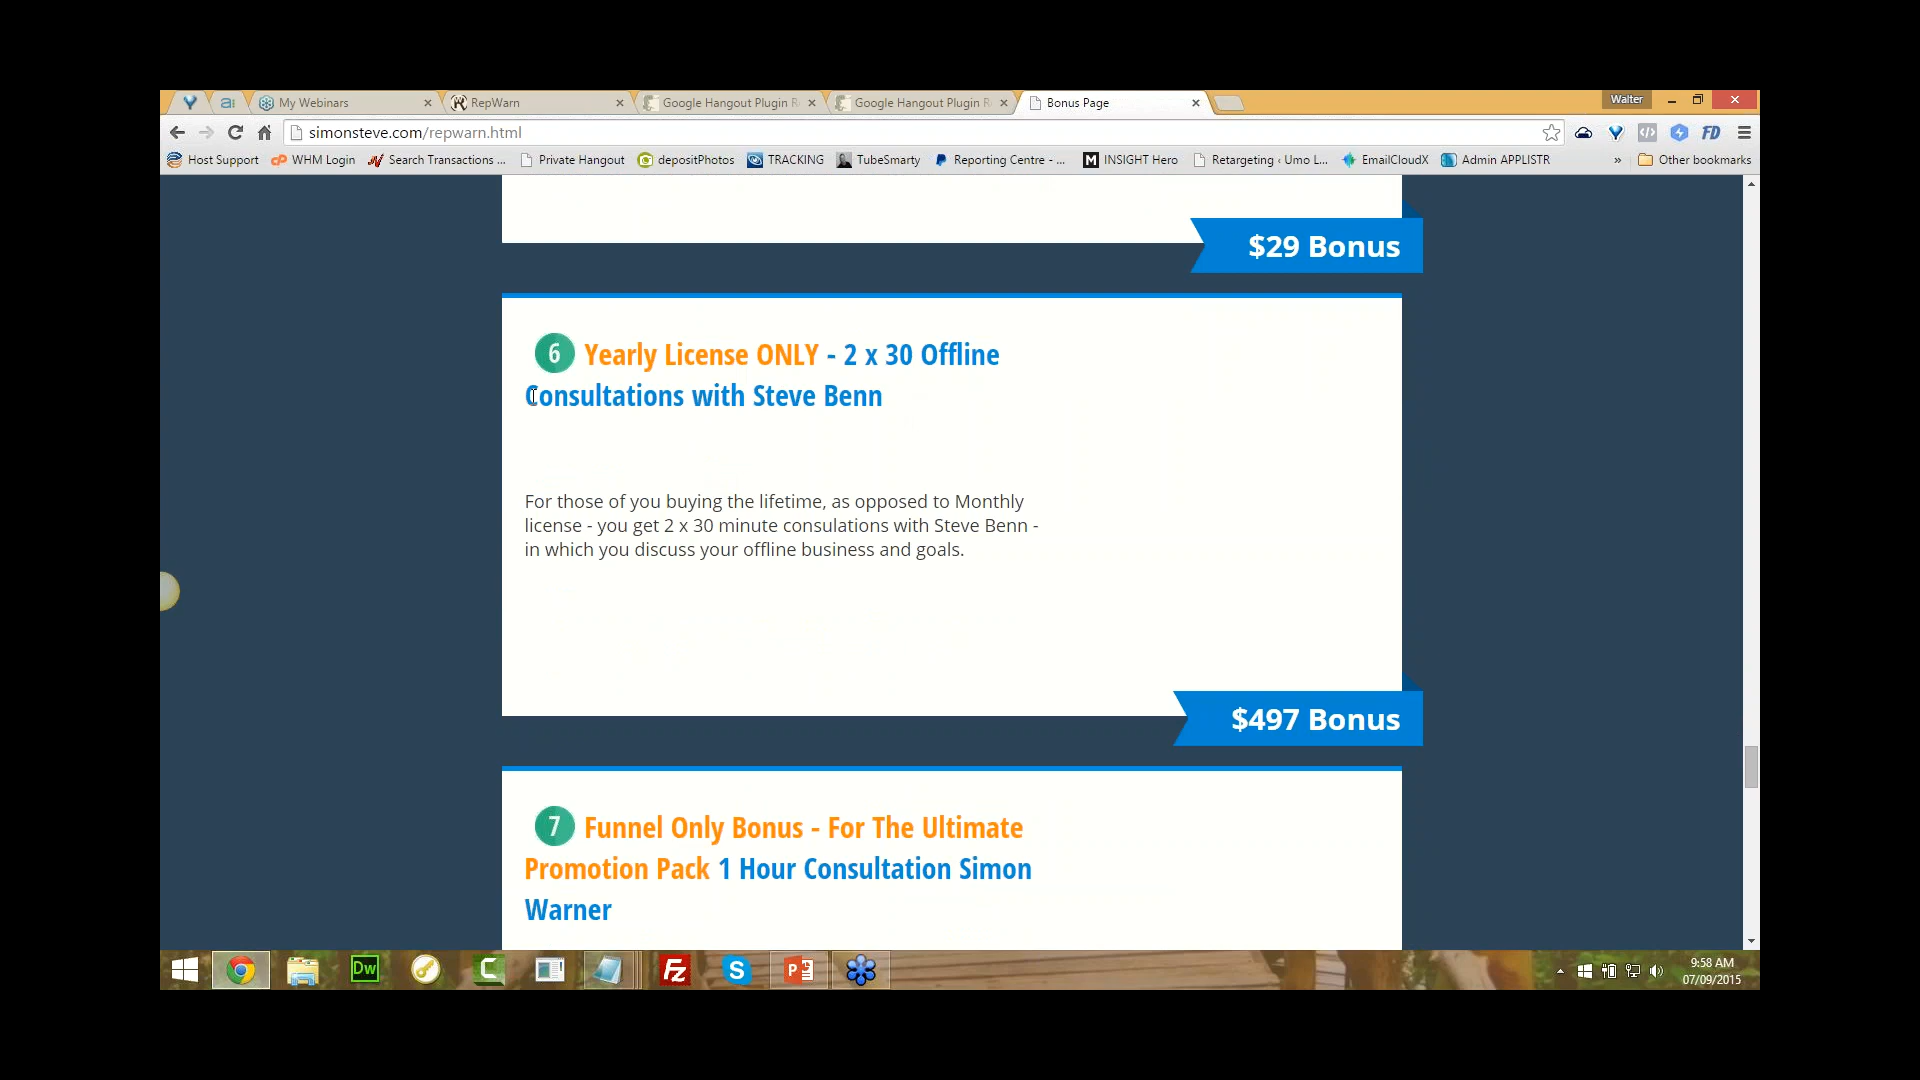 My Webinars
RepWarn
Google Hangout Plugin R
Google Hangout Plugin R
Bonus Page
Walter
simonsteve.com/repwarn.html
Host Support
WHM Login
Search Transactions ...
Private Hangout
depositPhotos
TRACKING
TubeSmarty
Reporting Centre - ...
INSIGHT Hero
Retargeting ‹ Umo L...
EmailCloudX
Admin APPLISTR
»
Other bookmarks
$29 Bonus
6 Yearly License ONLY - 2 x 30 Offline
Consultations with Steve Benn
For those of you buying the lifetime, as opposed to Monthly
license - you get 2 x 30 minute consulations with Steve Benn -
in which you discuss your offline business and goals.
$497 Bonus
7 Funnel Only Bonus - For The Ultimate
Promotion Pack 1 Hour Consultation Simon
Warner
9:58 AM
07/09/2015